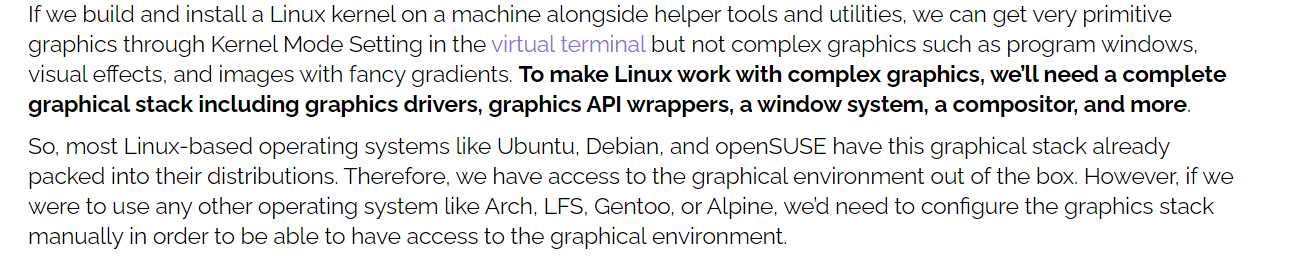 If we build and install a Linux kernel on a machine alongside helper tools and utilities, we can get very primitive
graphics through Kernel Mode Setting in the virtual terminal but not complex graphics such as program windows,
visual effects, and images with fancy gradients. To make Linux work with complex graphics, we'll need a complete
graphical stack including graphics drivers, graphics API wrappers, a window system, a compositor, and more.
So, most Linux-based operating systems like Ubuntu, Debian, and openSUSE have this graphical stack already
packed into their distributions. Therefore, we have access to the graphical environment out of the box. However, if we
were to use any other operating system like Arch, LFS, Gentoo, or Alpine, we'd need to configure the graphics stack
manually in order to be able to have access to the graphical environment.